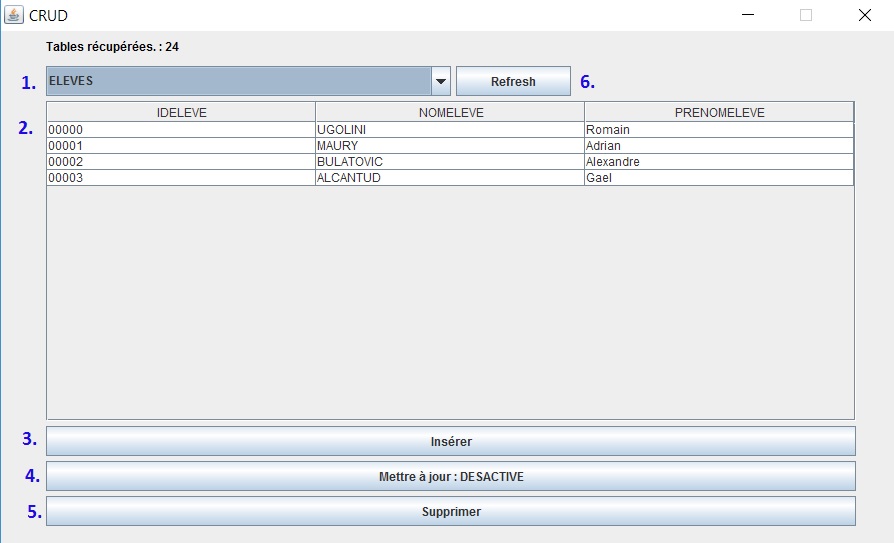 CRUD
Tables récupérées. : 24
1. ELEVES Refresh 6.
2. IDELEVE NOMELEVE PRENOMELEVE
00000 UGOLINI Romain
00001 MAURY Adrian
00002 BULATOVIC Alexandre
00003 ALCANTUD Gael
3. Insérer
4. Mettre à jour : DESACTIVE
5. Supprimer